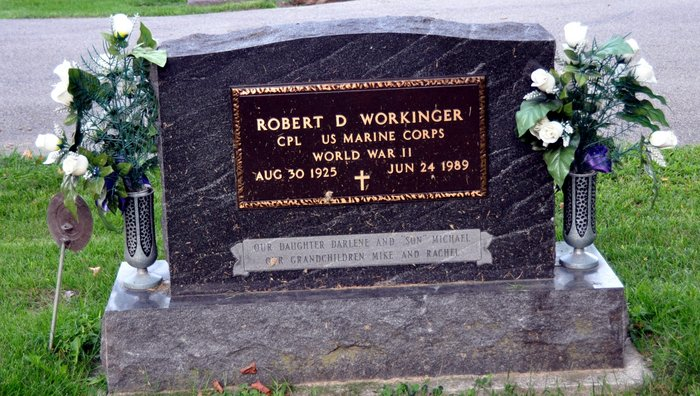 ROBERT D WORKINGER
CPL US MARINE CORPS
WORLD WAR II
AUG 30 1925 JUN 24 1989
OUR DAUGHTER DARLENE AND "SON" MICHAEL
OUR GRANDCHILDREN MIKE AND RACHEL